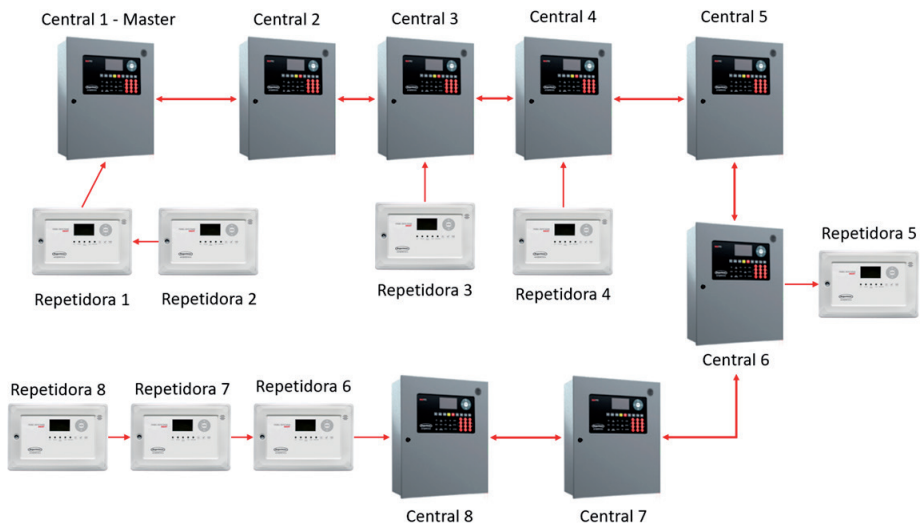 Central 1 - Master
Central 2
Central 3
Central 4
Central 5
Repetidora 1
Repetidora 2
Repetidora 3
Repetidora 4
Repetidora 5
Central 6
Repetidora 8
Repetidora 7
Repetidora 6
Central 8
Central 7